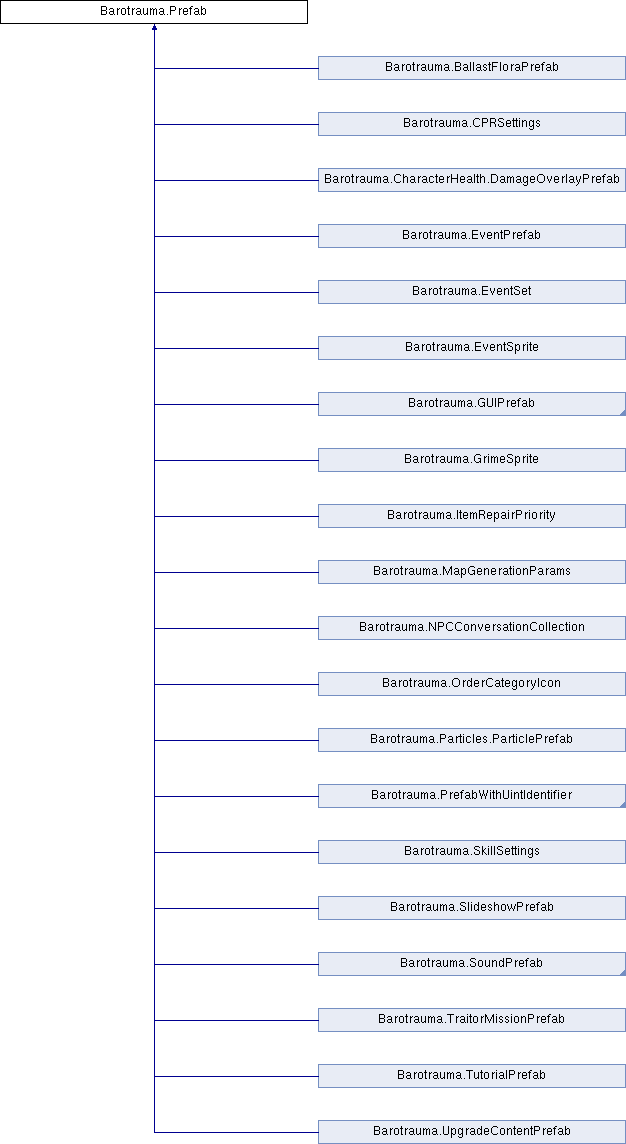 Barotrauma.Prefab
Barotrauma.BallastFloraPrefab
Barotrauma.CPRSettings
Barotrauma.CharacterHealth.DamageOverlayPrefab
Barotrauma.EventPrefab
Barotrauma.EventSet
Barotrauma.EventSprite
Barotrauma.GUIPrefab
Barotrauma.GrimeSprite
Barotrauma.ItemRepairPriority
Barotrauma.MapGenerationParams
Barotrauma.NPCConversationCollection
Barotrauma.OrderCategoryIcon
Barotrauma.Particles.ParticlePrefab
Barotrauma.PrefabWithUintIdentifier
Barotrauma.SkillSettings
Barotrauma.SlideshowPrefab
Barotrauma.SoundPrefab
Barotrauma.TraitorMissionPrefab
Barotrauma.TutorialPrefab
Barotrauma.UpgradeContentPrefab